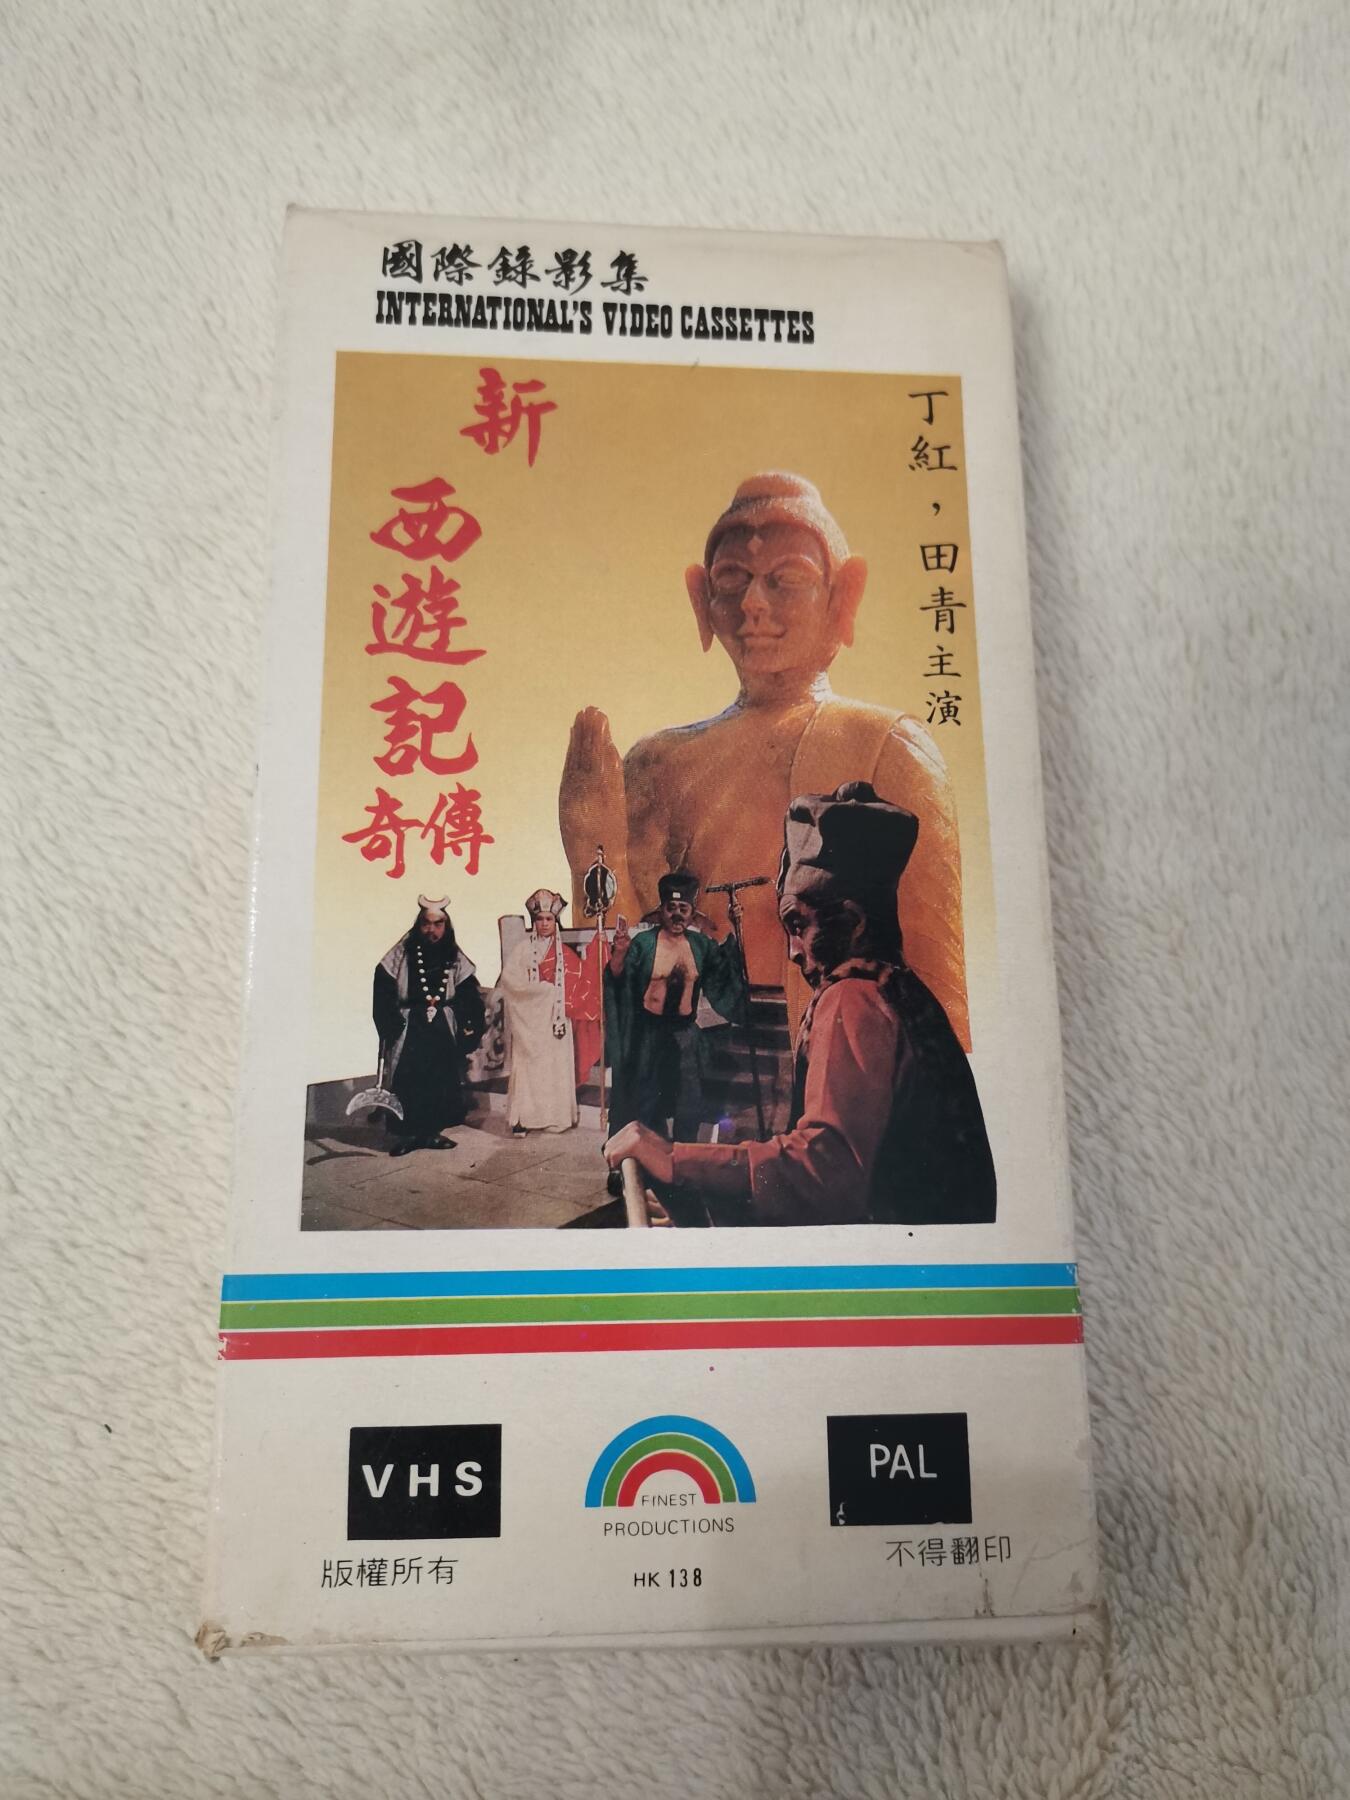 國際錄影集
INTERNATIONAL'S VIDEO CASSETTES
新
西遊記
奇傳
丁紅，田青主演
VHS
FINEST
PRODUCTIONS
PAL
版權所有
HK 138
不得翻印